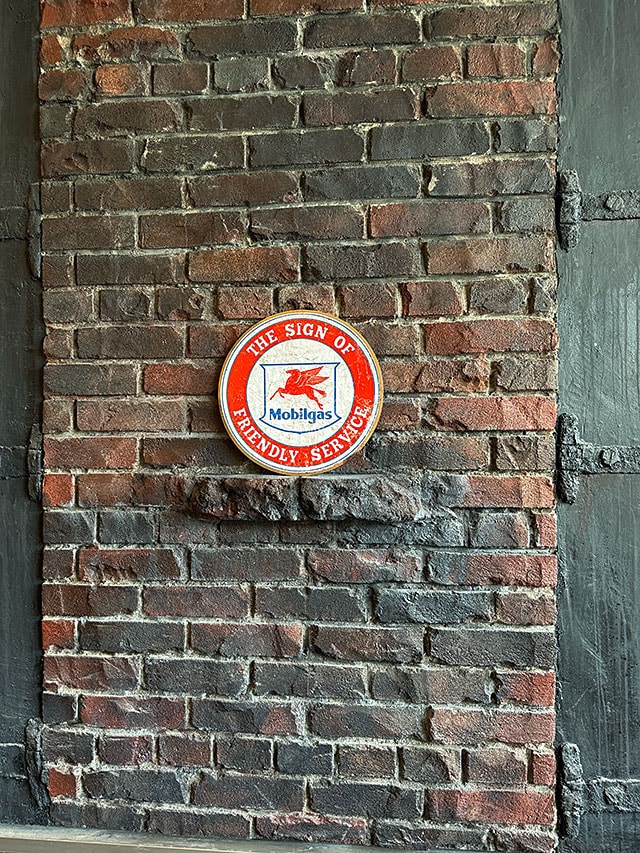 THE SIGN OF
Mobilgas
FRIENDLY SERVICE